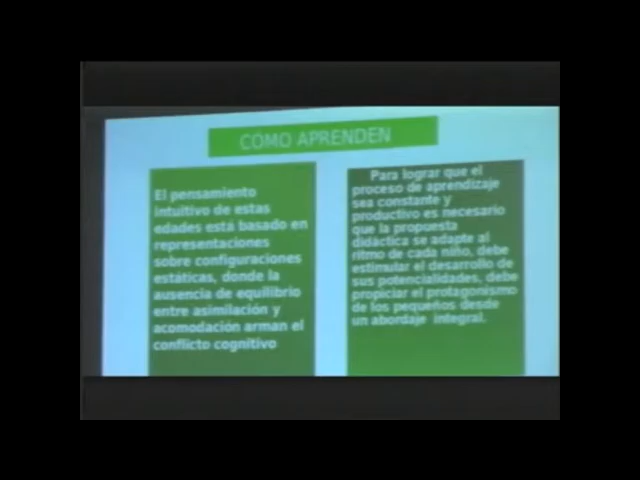 CÓMO APRENDEN
El pensamiento
intuitivo de estas
edades está basado en
representaciones
sobre configuraciones
estáticas, donde la
ausencia de equilibrio
entre asimilación y
acomodación arman el
conflicto cognitivo
Para lograr que el
proceso de aprendizaje
sea constante y
productivo es necesario
que la propuesta
didáctica se adapte al
ritmo de cada niño, debe
estimular el desarrollo de
sus potencialidades, debe
propiciar el protagonismo
de los pequeños desde
un abordaje integral.